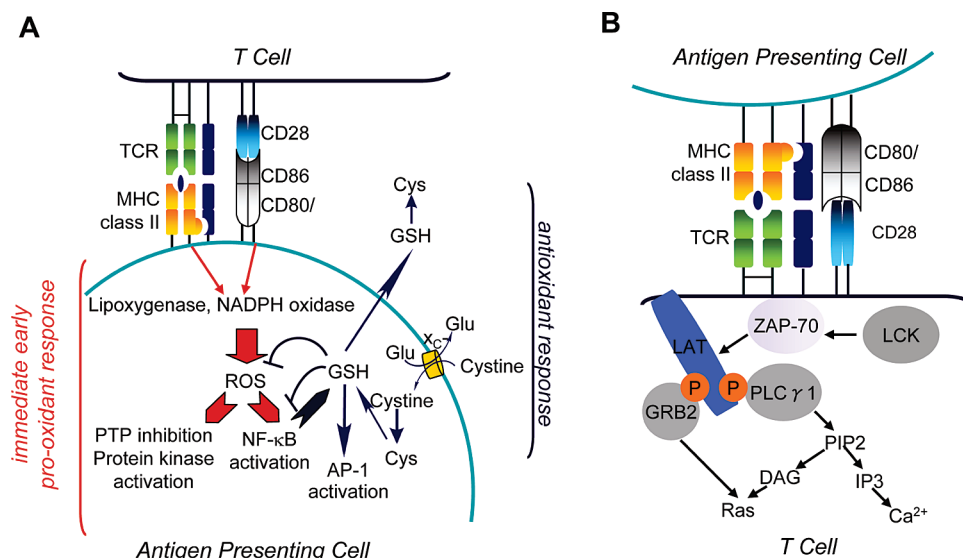 A
T Cell
TCR
CD28
MHC
class II
CD86
CD80/
Cys
GSH
immediate early
pro-oxidant response
antioxidant response
Lipoxygenase, NADPH oxidase
ROS
GSH
Glu
xc-
Glu
Cystine
Cystine
Cys
PTP inhibition
Protein kinase
activation
NF-κB
activation
AP-1
activation
Antigen Presenting Cell
B
Antigen Presenting Cell
MHC
class II
CD80/
CD86
TCR
CD28
ZAP-70
LCK
LAT
P
P
GRB2
PLC γ 1
PIP2
DAG
IP3
Ras
Ca²⁺
T Cell